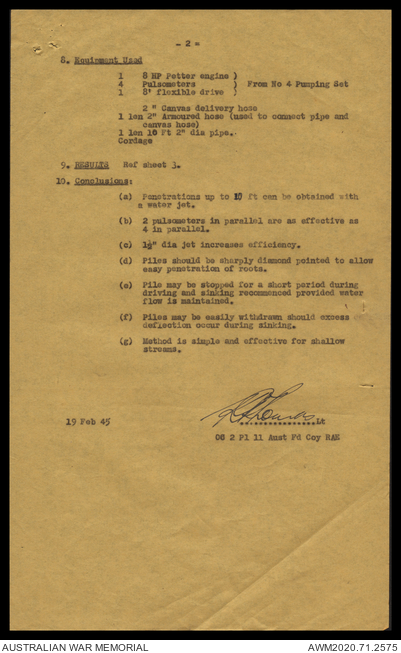 - 2 =
8. Equipment Used
1 8 HP Petter engine )
4 Pulsometers ) From No 4 Pumping Set
1 8' flexible drive )
2 " Canvas delivery hose
1 len 2" Armoured hose (used to connect pipe and
canvas hose)
1 len 10 Ft 2" dia pipe.
Cordage
9. RESULTS Ref sheet 3.
10. Conclusions:
(a) Penetrations up to ft can be obtained with
a water jet.
(b) 2 pulsometers in parallel are as effective as
4 in parallel.
(c) 1½" dia jet increases efficiency.
(d) Piles should be sharply diamond pointed to allow
easy penetration of roots.
(e) Pile may be stopped for a short period during
driving and sinking recommenced provided water
flow is maintained.
(f) Piles may be easily withdrawn should excess
deflection occur during sinking.
(g) Method is simple and effective for shallow
streams.
19 Feb 45
Lt
OC 2 Pl 11 Aust Fd Coy RAE
AUSTRALIAN WAR MEMORIAL
AWM2020.71.2575